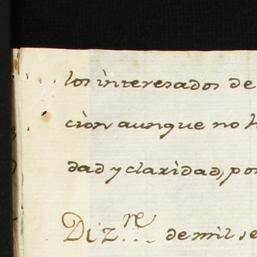 los interesados de
cion aunque no h
dad y claridad, por
Diz.^re de mil se